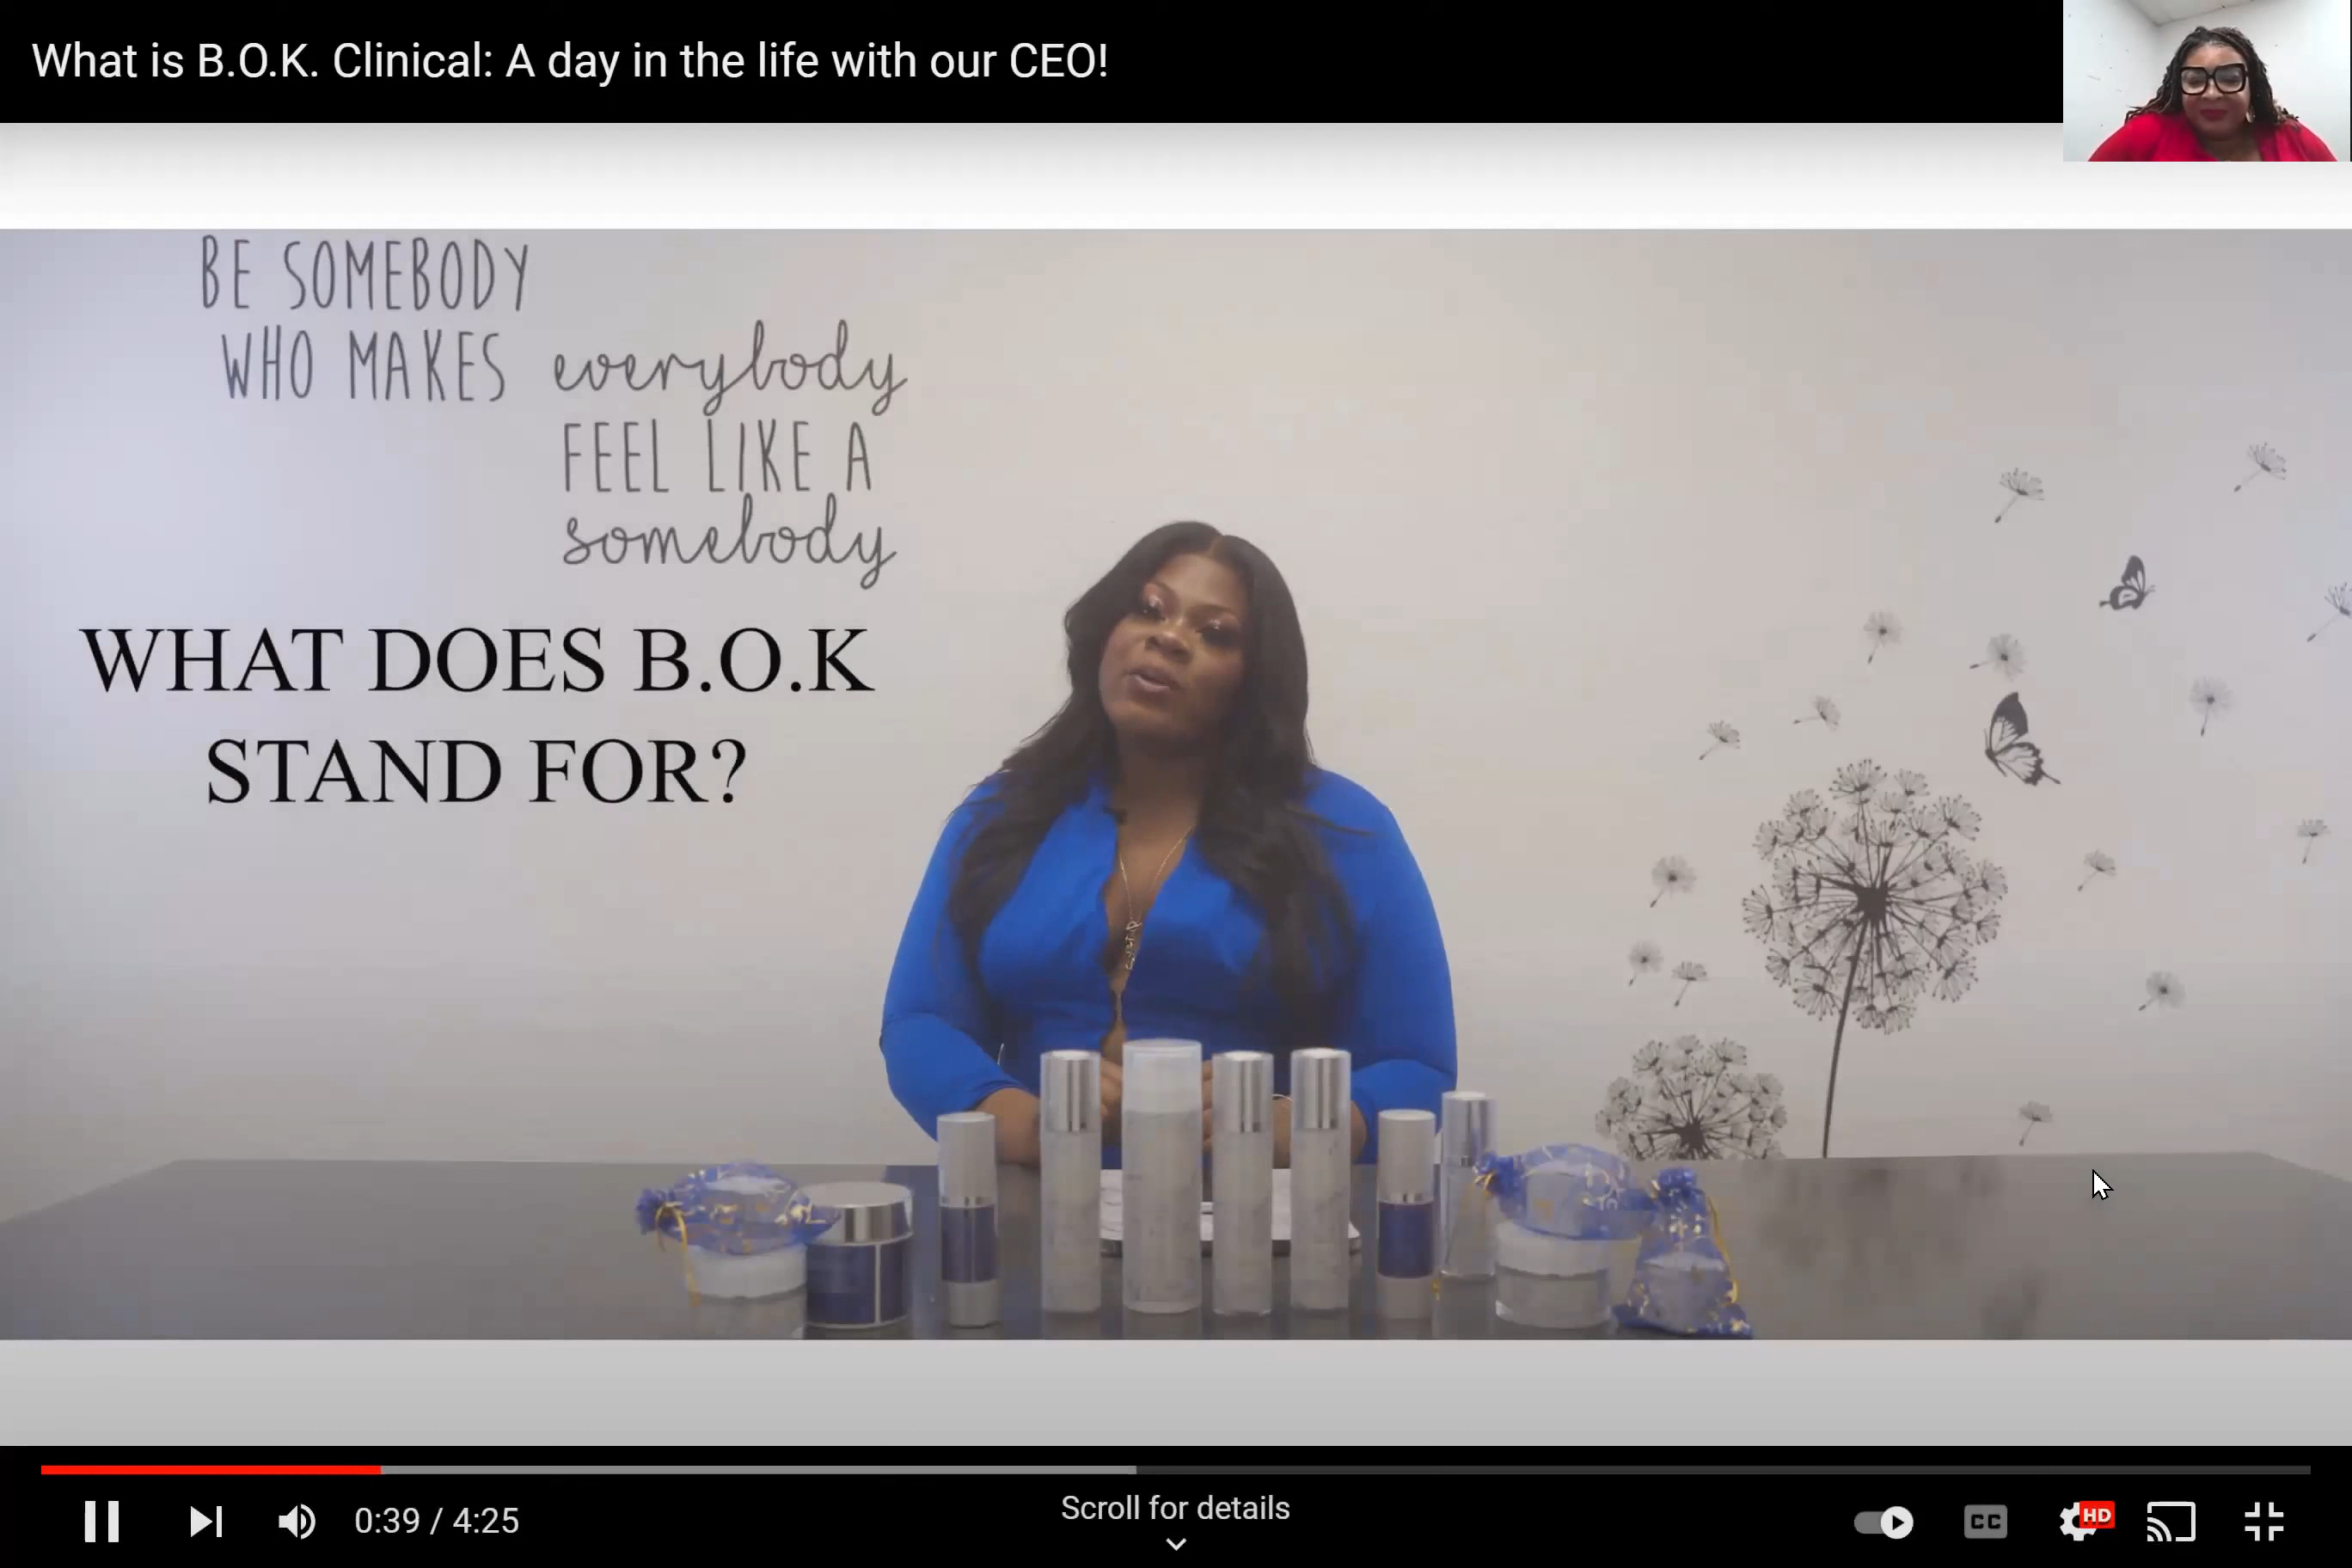 What is B.O.K. Clinical: A day in the life with our CEO!
BE SOMEBODY
WHO MAKES everybody
FEEL LIKE A
somebody
WHAT DOES B.O.K
STAND FOR?
0:39 / 4:25
Scroll for details
CC
HD